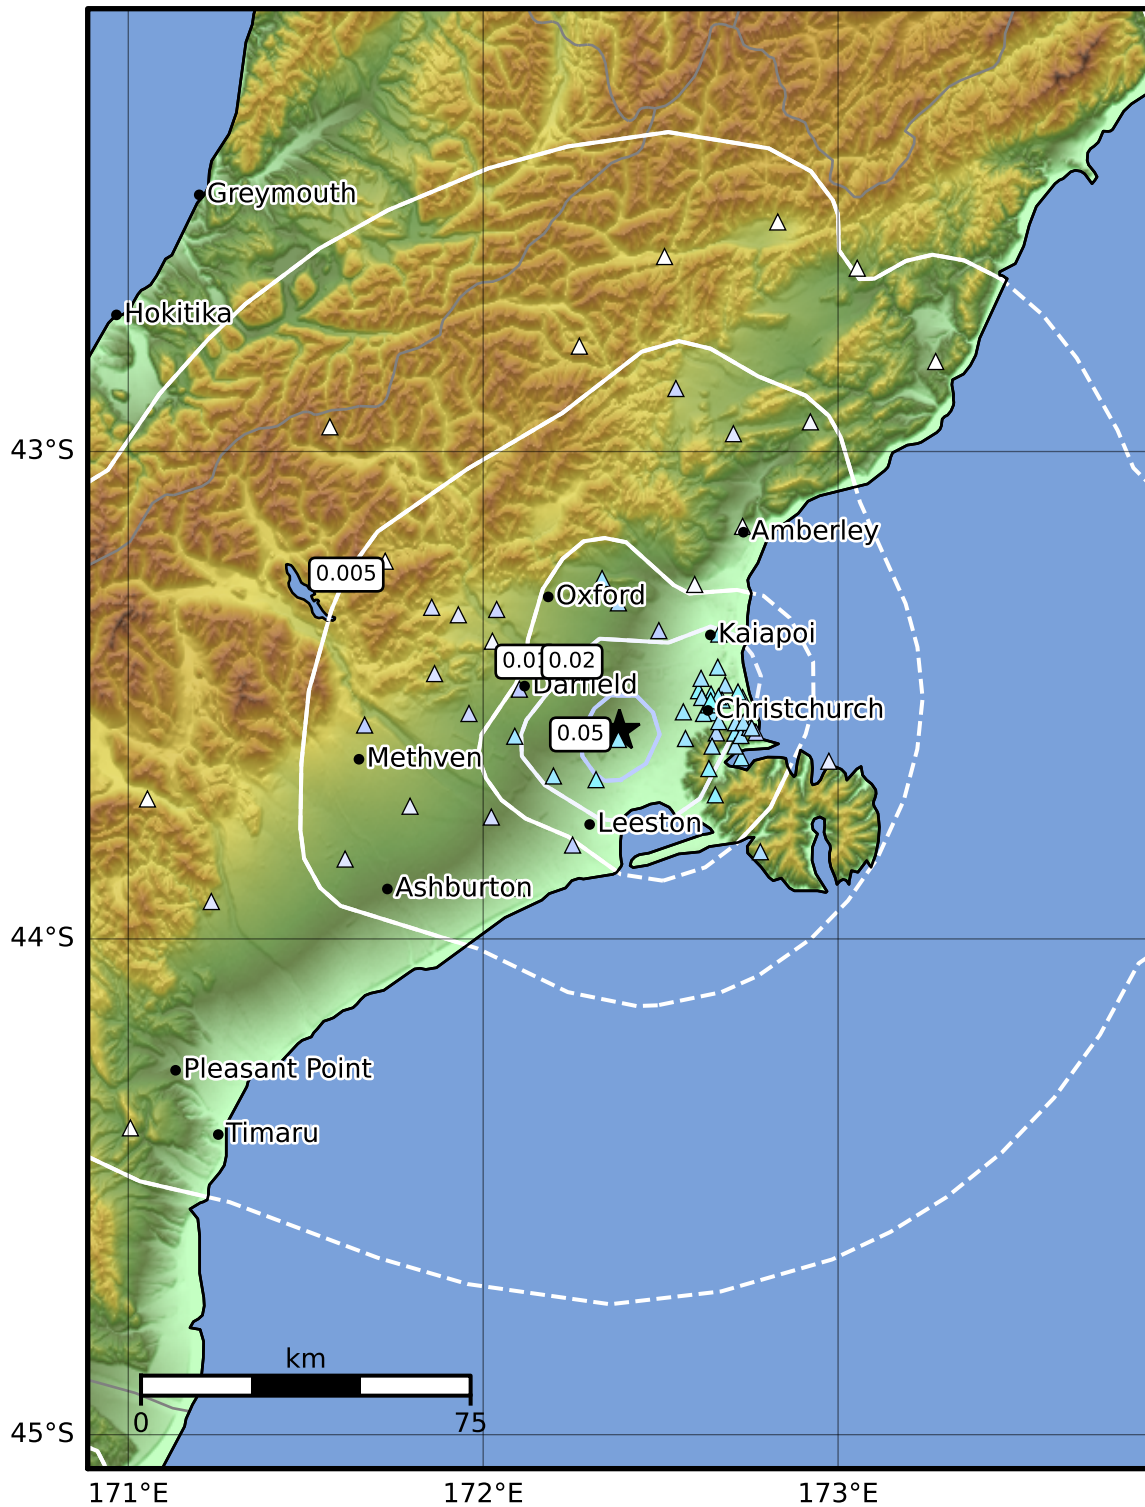 Greymouth
Hokitika
43°S
Amberley
0.005
Oxford
Kaiapoi
0.02
Darfield
Christchurch
0.05
Methven
Leeston
Ashburton
44°S
Pleasant Point
Timaru
km
0
75
45°S
171°E
172°E
173°E